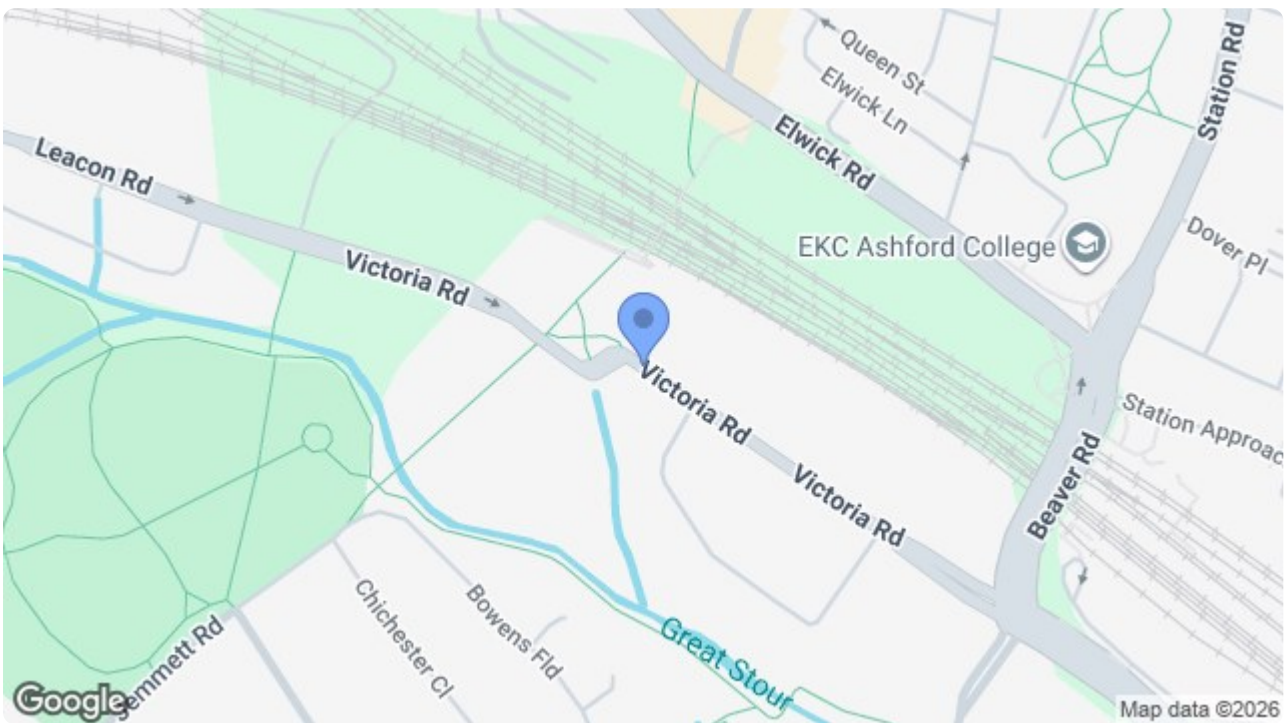 Queen St
Elwick Ln
Station Rd
Elwick Rd
Leacon Rd
EKC Ashford College
Dover Pl
Victoria Rd
Victoria Rd
Station Approac
Victoria Rd
Beaver Rd
Chichester Cl
Bowens Fld
Great Stour
Jemmett Rd
Google
Map data ©2026